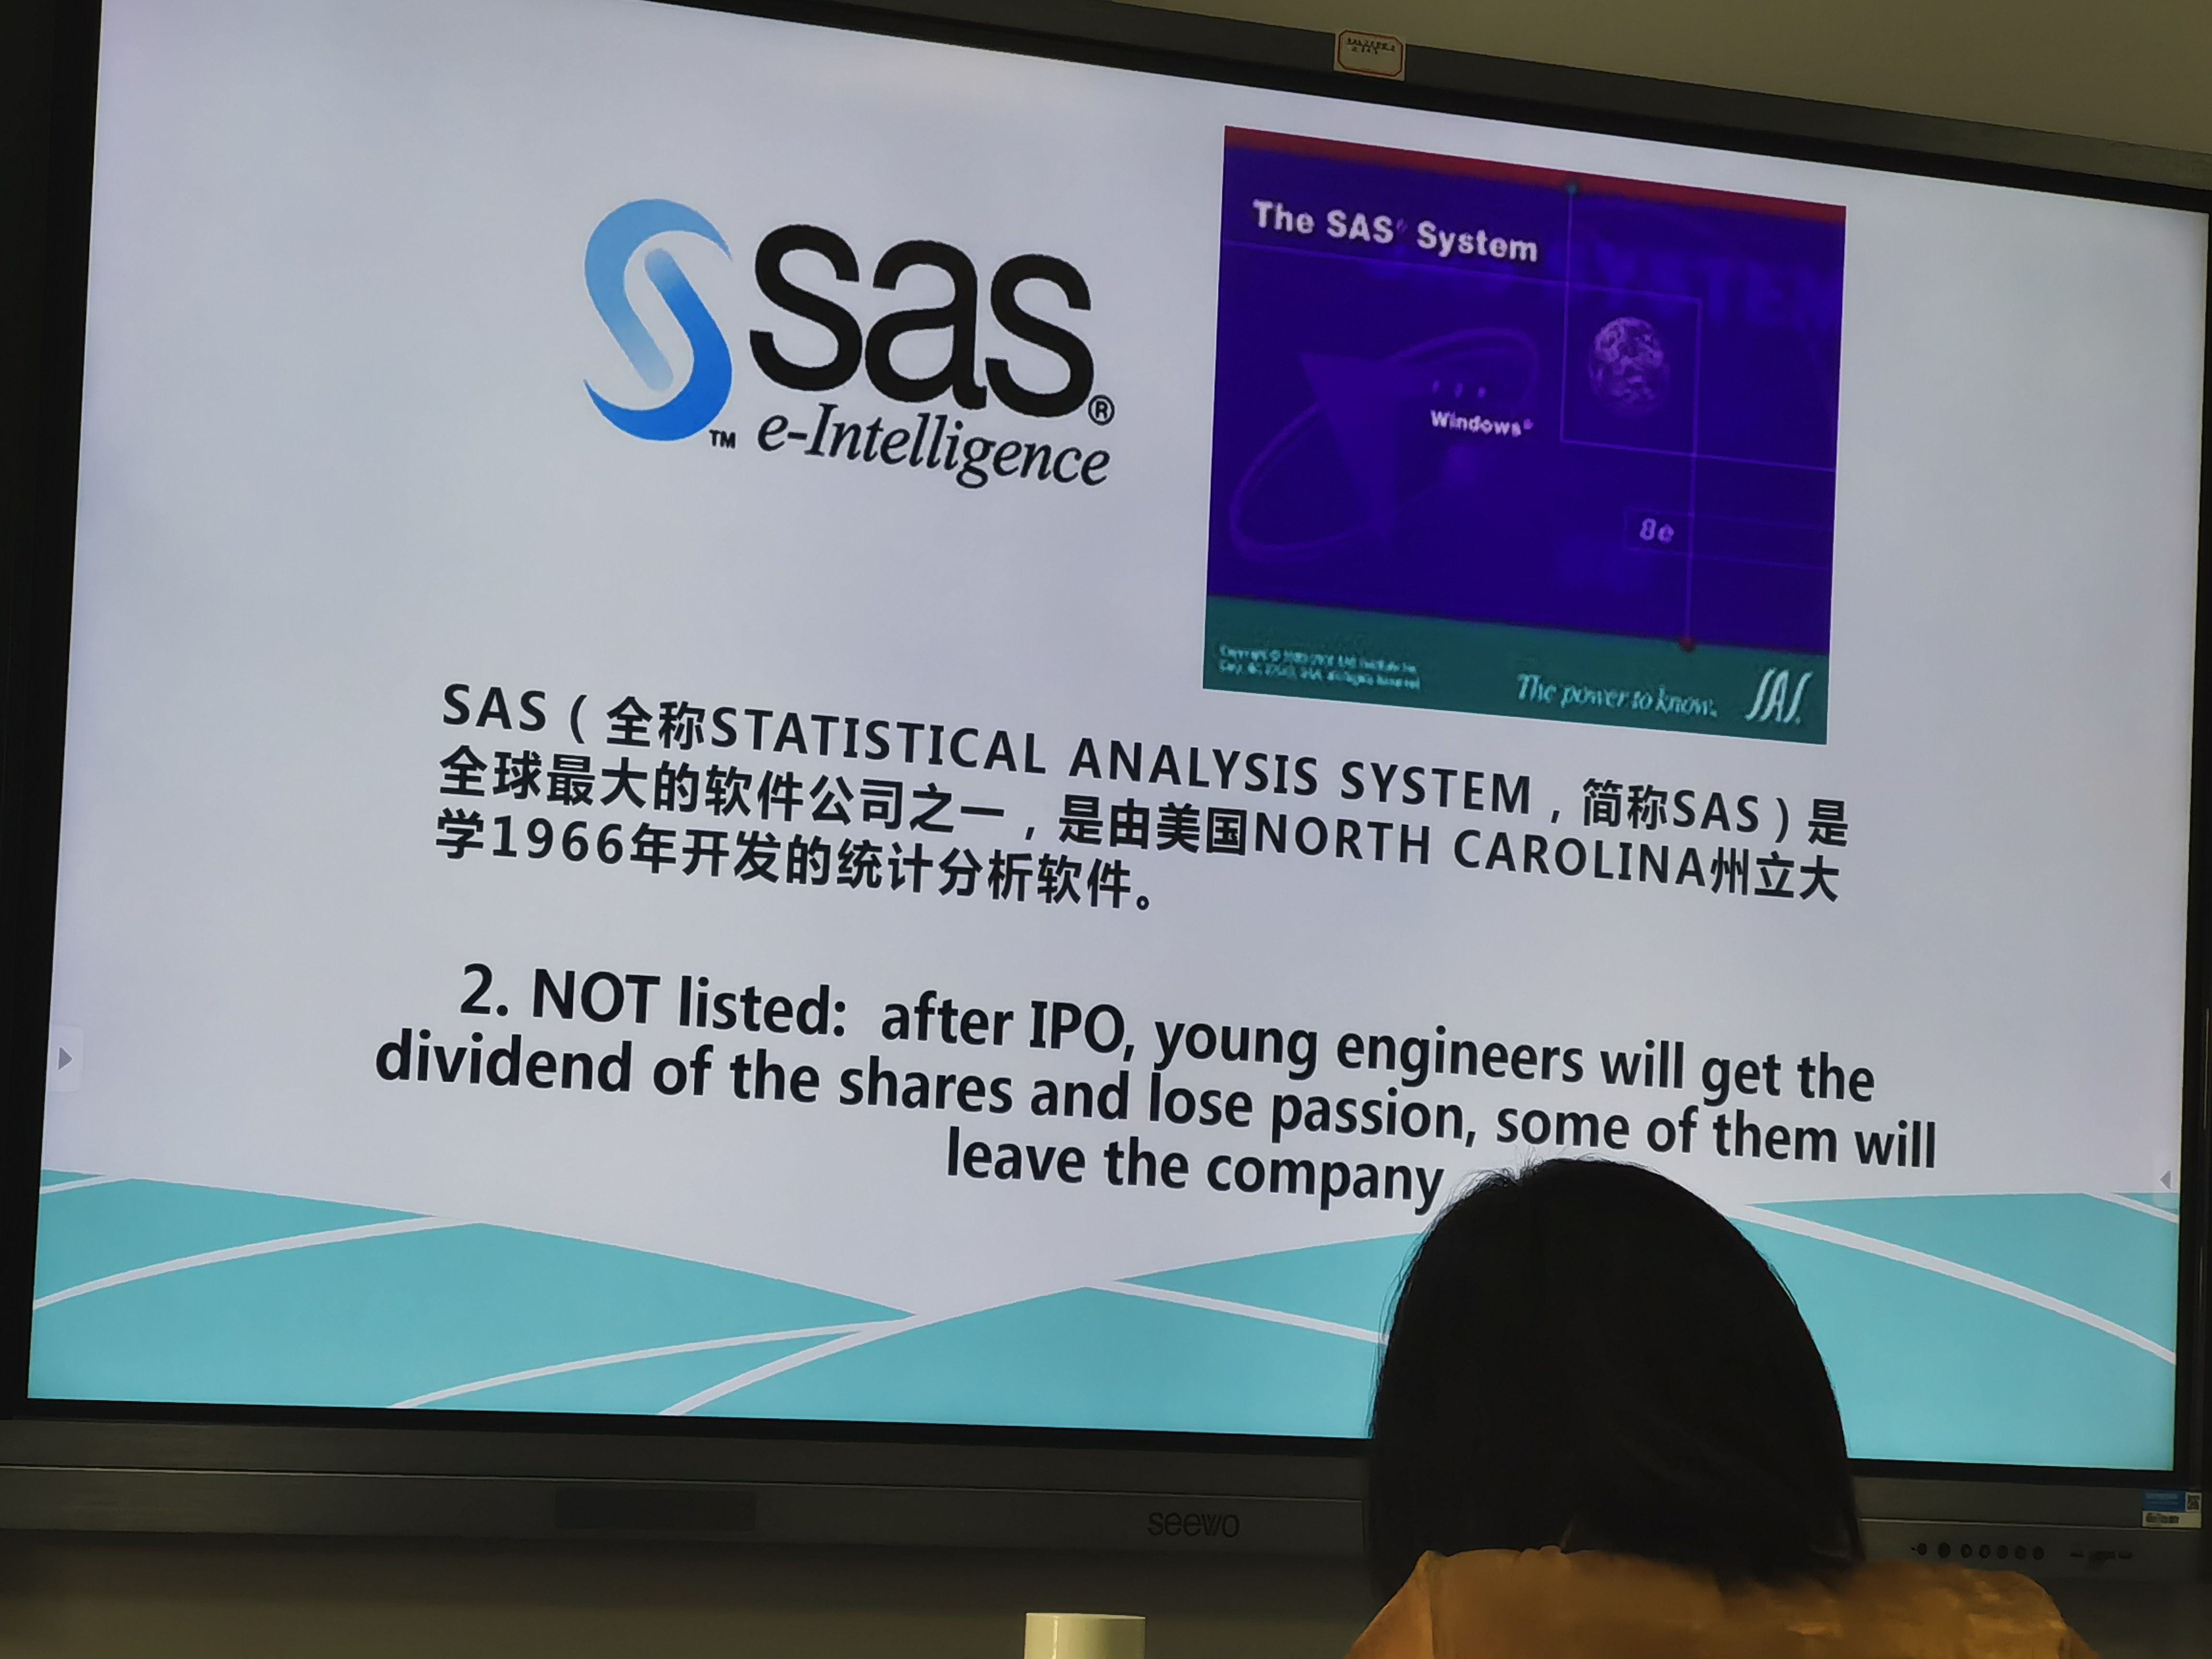 sas®
™ e-Intelligence
The SAS® System
Windows®
8e
The power to know.
SAS
SAS（全称STATISTICAL ANALYSIS SYSTEM，简称SAS）是
全球最大的软件公司之一，是由美国NORTH CAROLINA州立大
学1966年开发的统计分析软件。
2. NOT listed: after IPO, young engineers will get the
dividend of the shares and lose passion, some of them will
leave the company
seewo